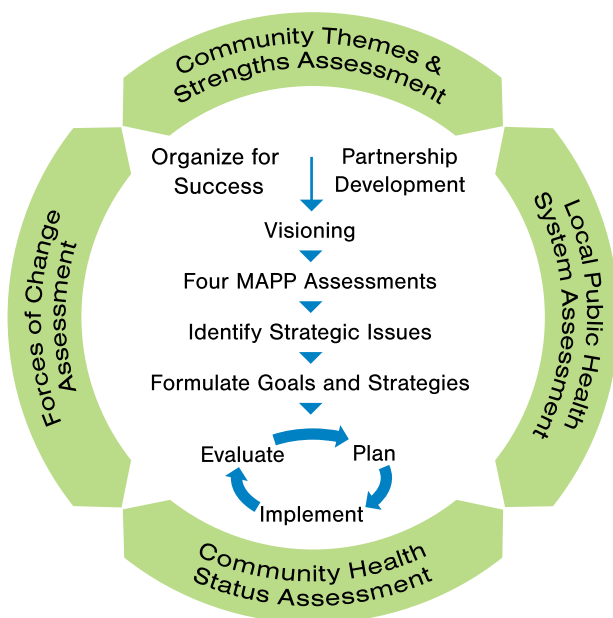 Community Themes &
Strengths Assessment
Organize for
Success
Partnership
Development
Visioning
Four MAPP Assessments
Identify Strategic Issues
Formulate Goals and Strategies
Evaluate
Plan
Implement
Forces of Change
Assessment
Local Public Health
System Assessment
Community Health
Status Assessment